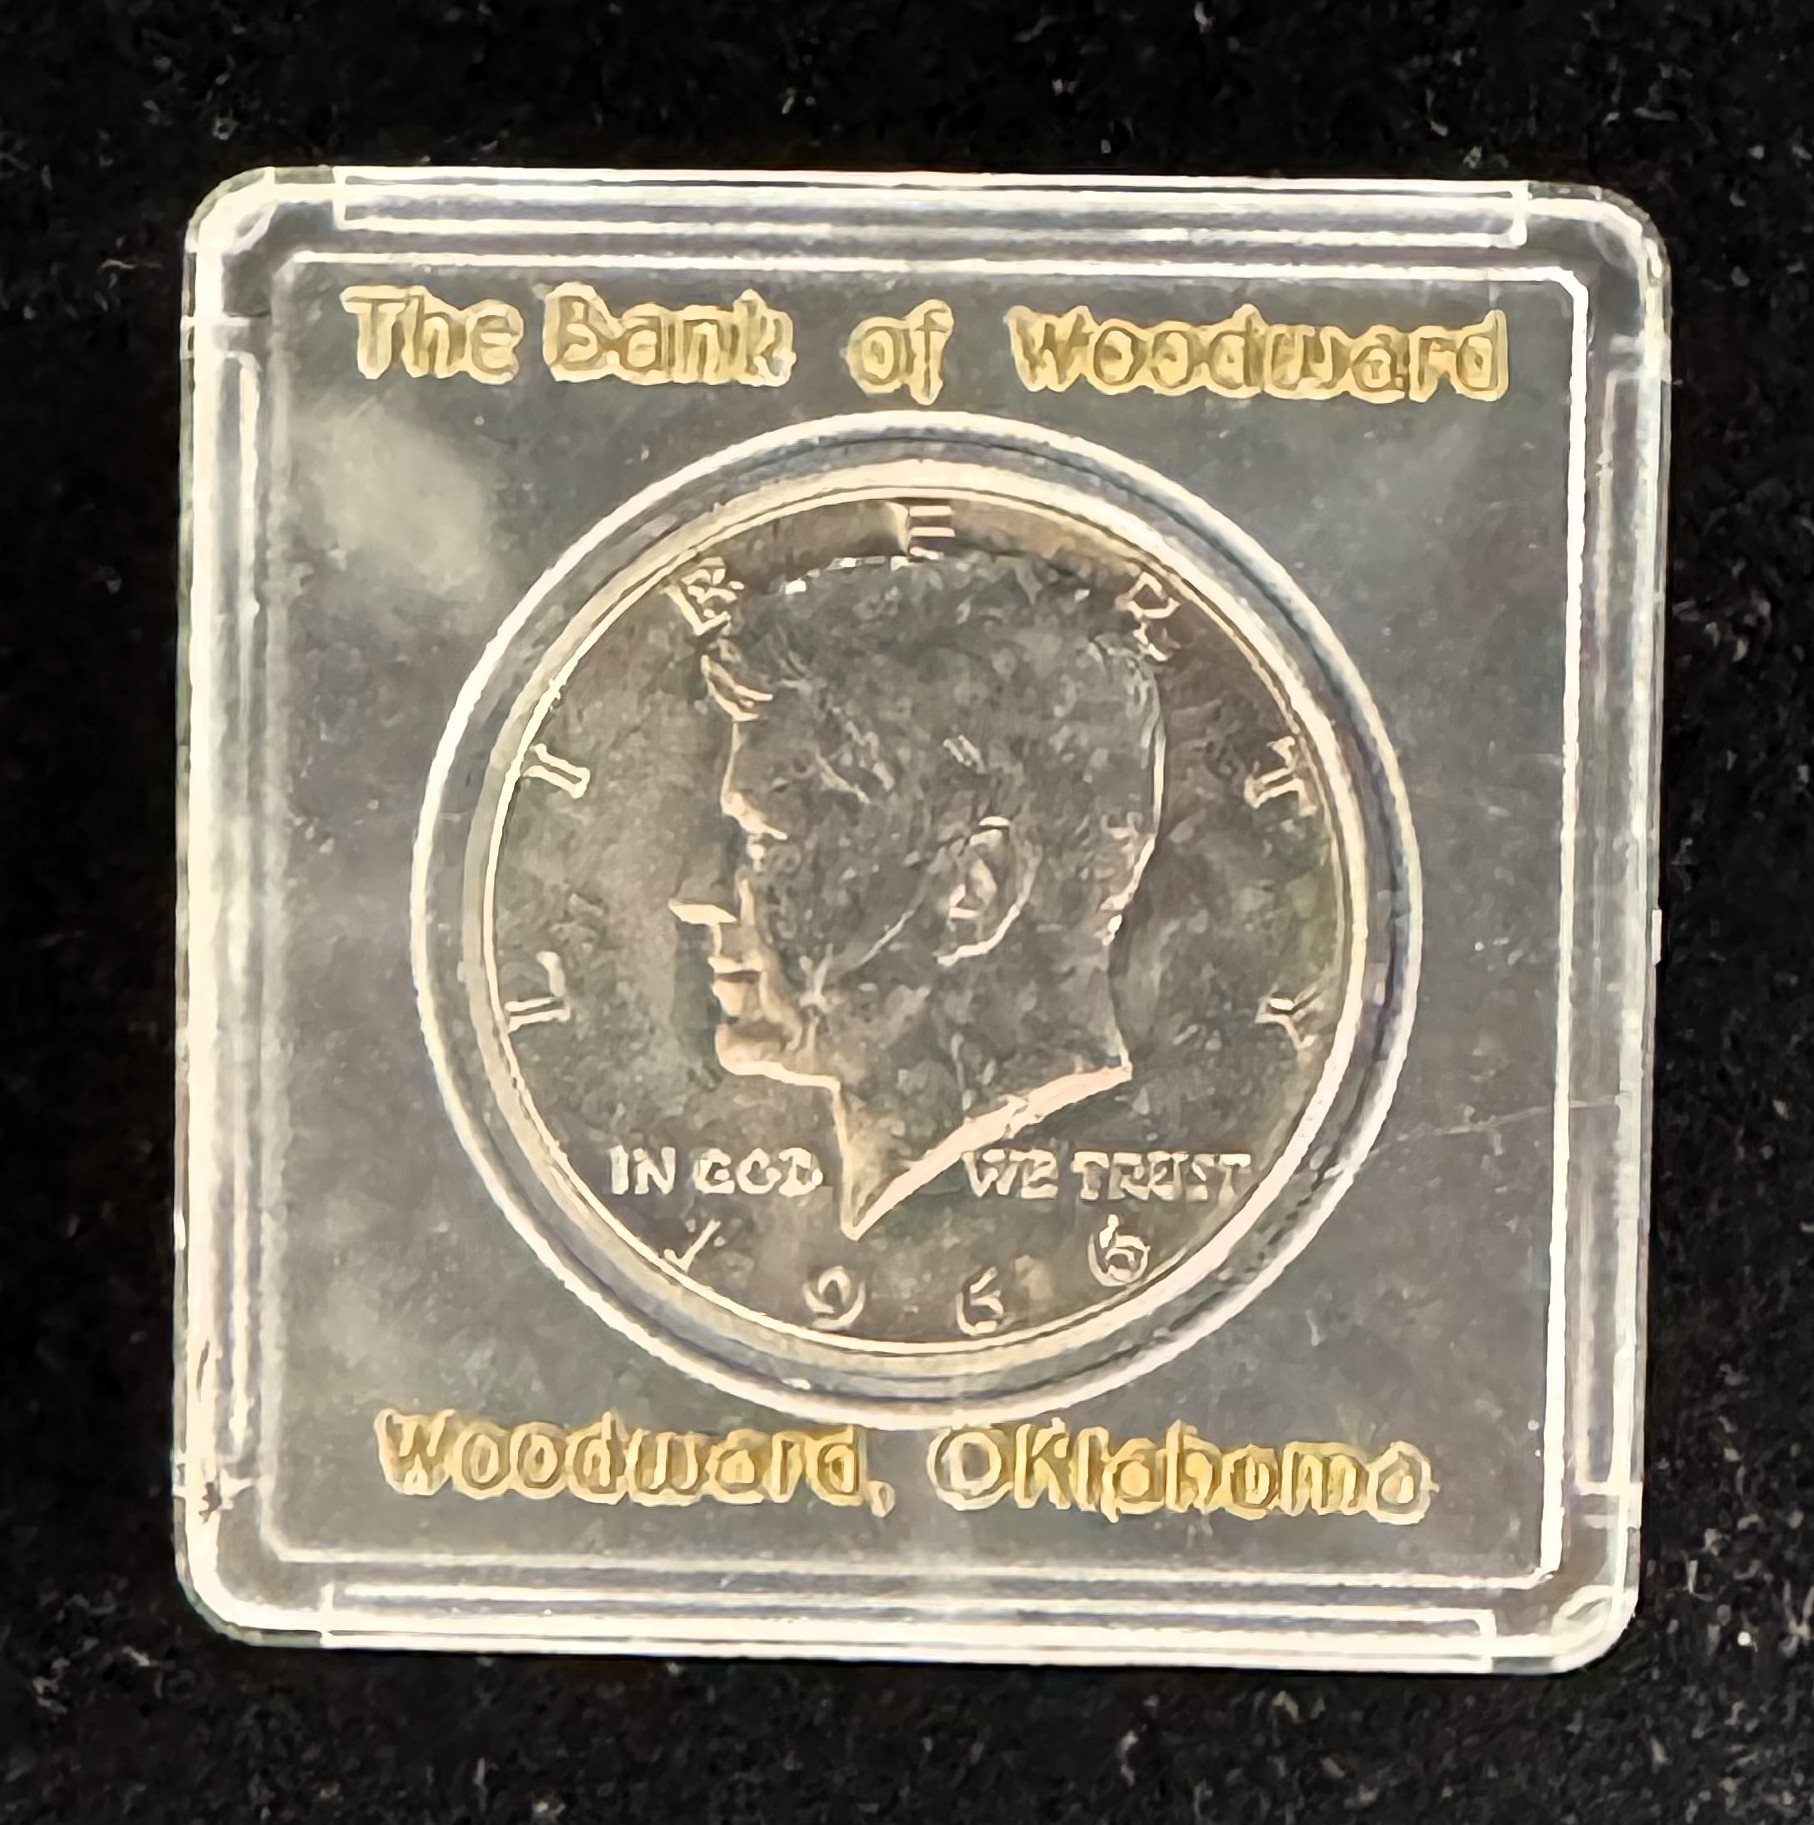 The Bank of Woodward
LIBERTY
IN GOD WE TRUST
1966
Woodward, Oklahoma